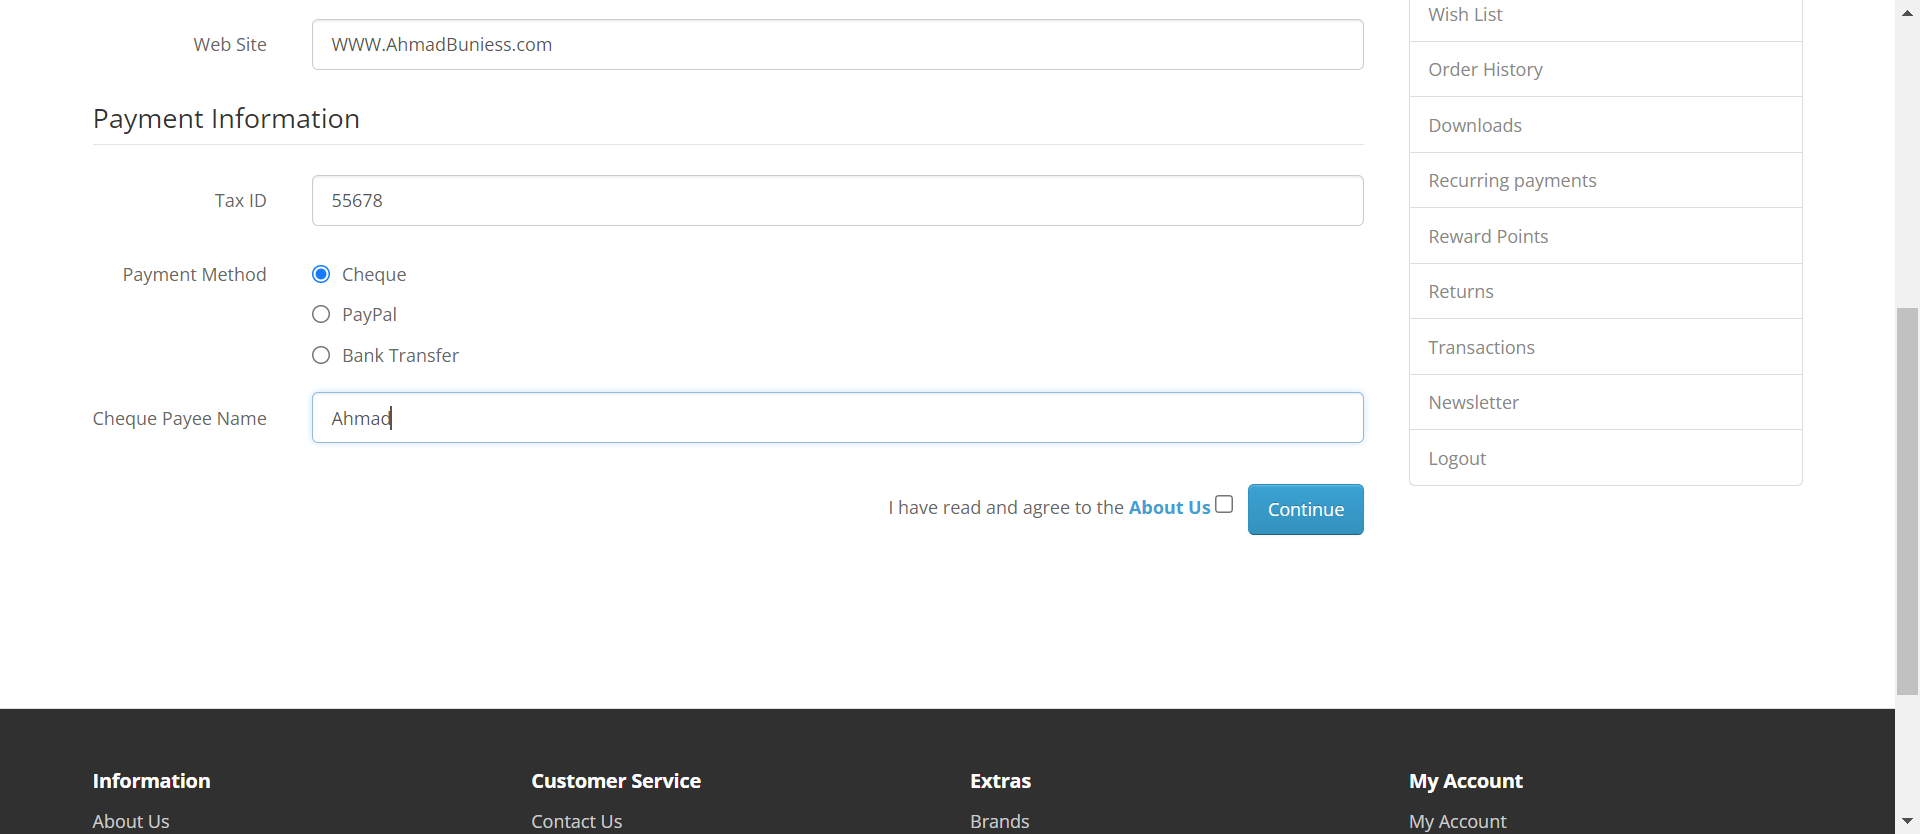 Web Site
WWW.AhmadBuniess.com
Payment Information
Tax ID
55678
Payment Method
Cheque
PayPal
Bank Transfer
Cheque Payee Name
Ahmad
I have read and agree to the About Us
Continue
Wish List
Order History
Downloads
Recurring payments
Reward Points
Returns
Transactions
Newsletter
Logout
Information
About Us
Customer Service
Contact Us
Extras
Brands
My Account
My Account